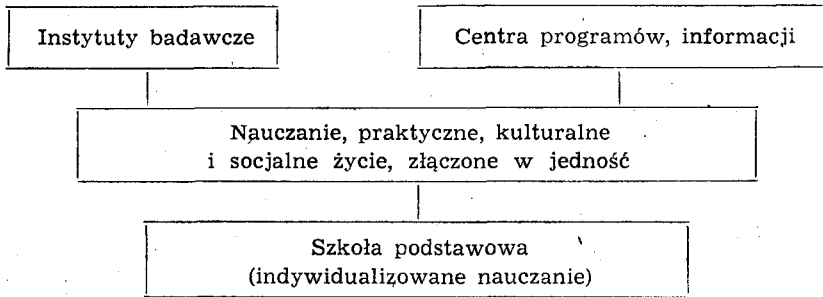 Instytuty badawcze
Centra programów, informacji
Nauczanie, praktyczne, kulturalne
i socjalne życie, złączone w jedność
Szkoła podstawowa
(indywidualizowane nauczanie)